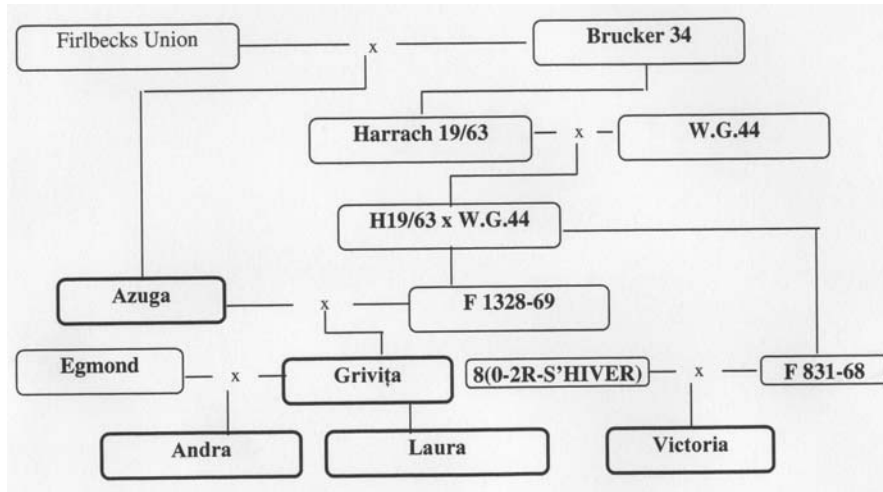 Firlbecks Union
x
Brucker 34
Harrach 19/63
x
W.G.44
H19/63 x W.G.44
Azuga
x
F 1328-69
Egmond
x
Grivița
8(0-2R-S'HIVER)
x
F 831-68
Andra
Laura
Victoria